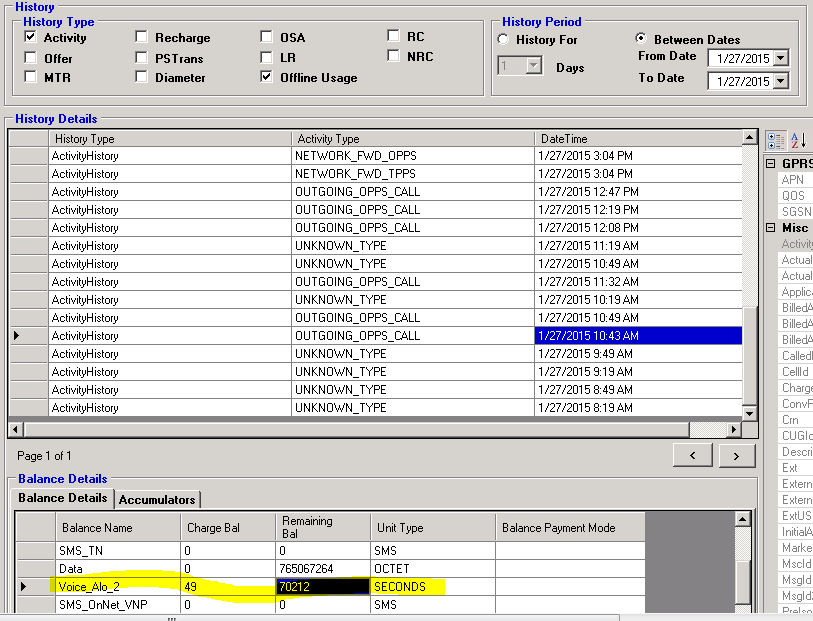 History
History Type
Activity Recharge OSA RC
Offer PSTrans LR NRC
MTR Diameter Offline Usage
History Period
History For Between Dates
1 Days From Date 1/27/2015
To Date 1/27/2015
History Details
History Type Activity Type DateTime
ActivityHistory NETWORK_FWD_OPPS 1/27/2015 3:04 PM
ActivityHistory NETWORK_FWD_TPPS 1/27/2015 3:04 PM
ActivityHistory OUTGOING_OPPS_CALL 1/27/2015 12:47 PM
ActivityHistory OUTGOING_OPPS_CALL 1/27/2015 12:19 PM
ActivityHistory OUTGOING_OPPS_CALL 1/27/2015 12:08 PM
ActivityHistory UNKNOWN_TYPE 1/27/2015 11:19 AM
ActivityHistory UNKNOWN_TYPE 1/27/2015 10:49 AM
ActivityHistory OUTGOING_OPPS_CALL 1/27/2015 11:32 AM
ActivityHistory UNKNOWN_TYPE 1/27/2015 10:19 AM
ActivityHistory OUTGOING_OPPS_CALL 1/27/2015 10:49 AM
ActivityHistory OUTGOING_OPPS_CALL 1/27/2015 10:43 AM
ActivityHistory UNKNOWN_TYPE 1/27/2015 9:49 AM
ActivityHistory UNKNOWN_TYPE 1/27/2015 9:19 AM
ActivityHistory UNKNOWN_TYPE 1/27/2015 8:49 AM
ActivityHistory UNKNOWN_TYPE 1/27/2015 8:19 AM
Page 1 of 1 < >
Balance Details
Balance Details Accumulators
Balance Name Charge Bal Remaining Bal Unit Type Balance Payment Mode
SMS_TN 0 0 SMS
Data 0 765067264 OCTET
Voice_Alo_2 49 70212 SECONDS
SMS_OnNet_VNP 0 0 SMS
GPRS
APN
QOS
SGSN
Misc
Activity
Actual
Actual
Applica
BilledA
BilledA
BilledA
Called
CellId
Charge
ConvF
Crn
CUGId
Descri
Ext
Extern
Extern
ExtUS
InitialA
Marke
MscId
MsgId
MsgId